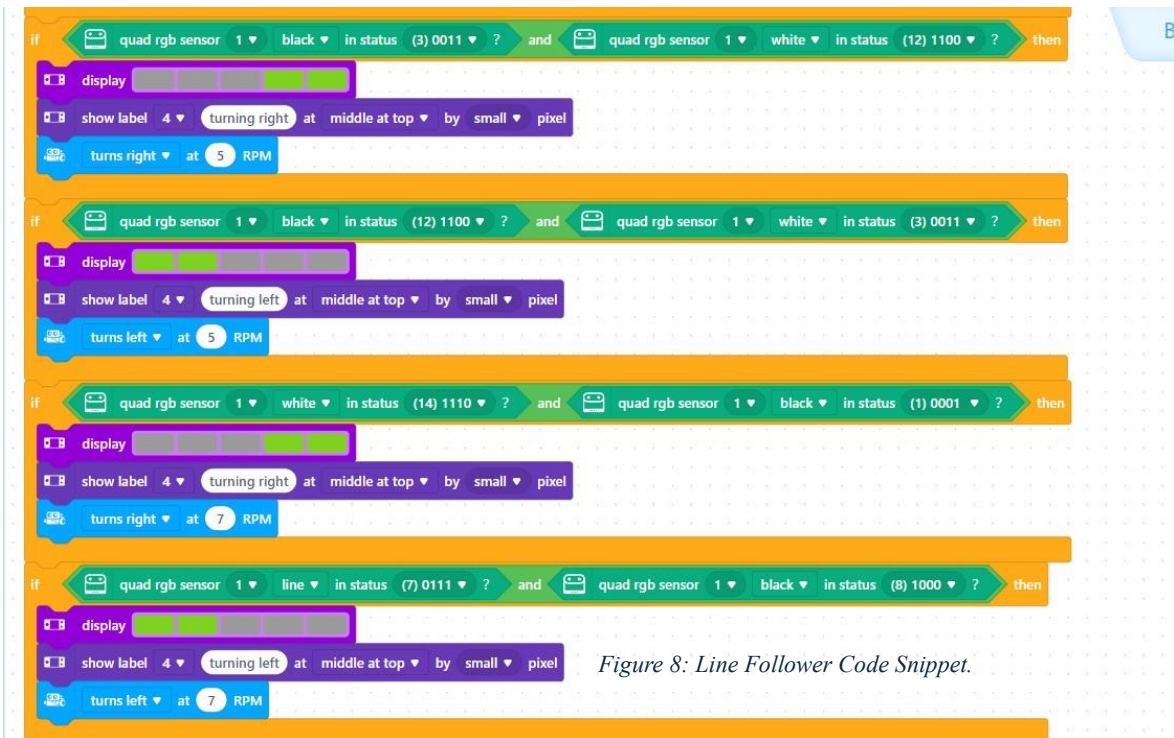 if quad rgb sensor 1 black in status (3) 0011 ? and quad rgb sensor 1 white in status (12) 1100 ? then
B
display
show label 4 turning right at middle at top by small pixel
turns right at 5 RPM
if quad rgb sensor 1 black in status (12) 1100 ? and quad rgb sensor 1 white in status (3) 0011 ? then
display
show label 4 turning left at middle at top by small pixel
turns left at 5 RPM
if quad rgb sensor 1 white in status (14) 1110 ? and quad rgb sensor 1 black in status (1) 0001 ? then
display
show label 4 turning right at middle at top by small pixel
turns right at 7 RPM
if quad rgb sensor 1 line in status (7) 0111 ? and quad rgb sensor 1 black in status (8) 1000 ? then
display
show label 4 turning left at middle at top by small pixel
Figure 8: Line Follower Code Snippet.
turns left at 7 RPM